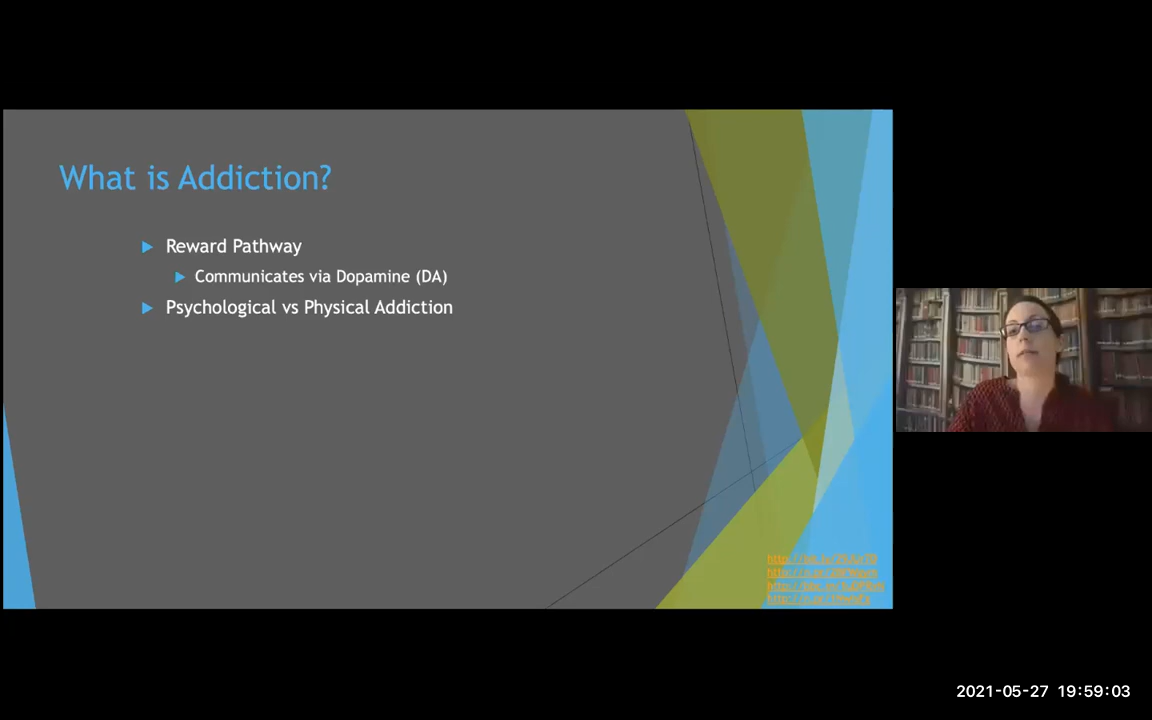 What is Addiction?
Reward Pathway
Communicates via Dopamine (DA)
Psychological vs Physical Addiction
2021-05-27 19:59:03